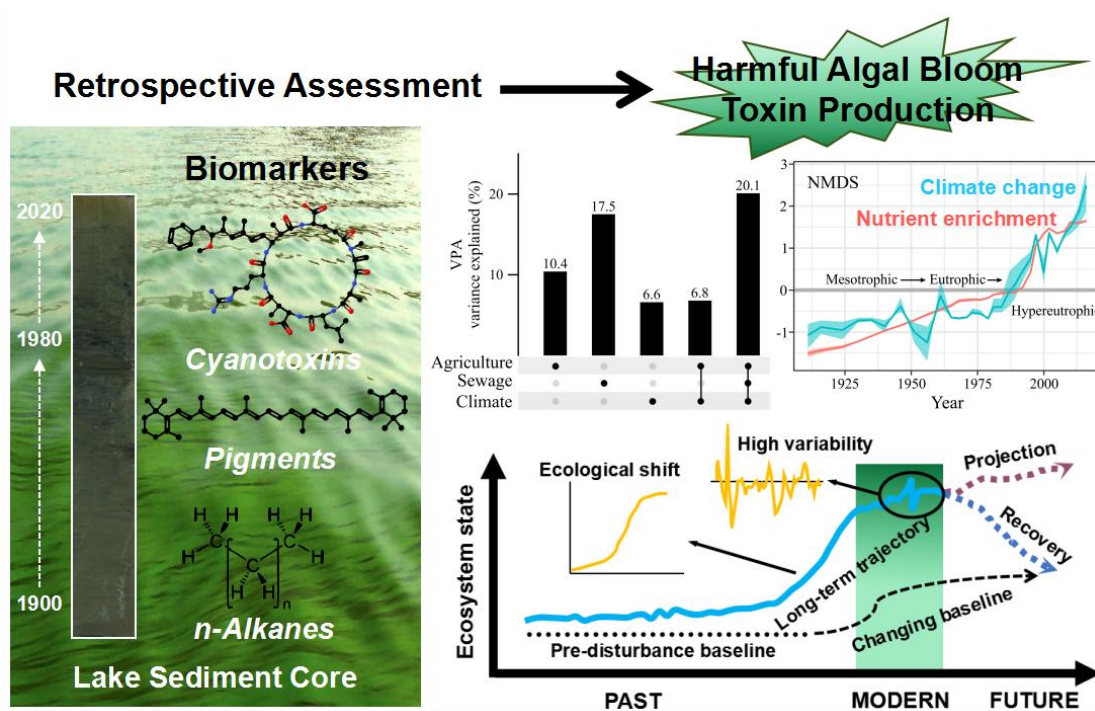 Retrospective Assessment
Harmful Algal Bloom
Toxin Production
Biomarkers
2020
1980
1900
Cyanotoxins
Pigments
H H H H
C C
C H
H H H
n
n-Alkanes
Lake Sediment Core
VPA
variance explained (%)
20
10
10.4
17.5
6.6
6.8
20.1
Agriculture
Sewage
Climate
NMDS
Climate change
Nutrient enrichment
Mesotrophic Eutrophic
Hypereutrophic
3
2
1
0
-1
1925 1950 1975 2000
Year
Ecosystem state
Ecological shift
High variability
Projection
Recovery
Long-term trajectory
Changing baseline
Pre-disturbance baseline
PAST MODERN FUTURE